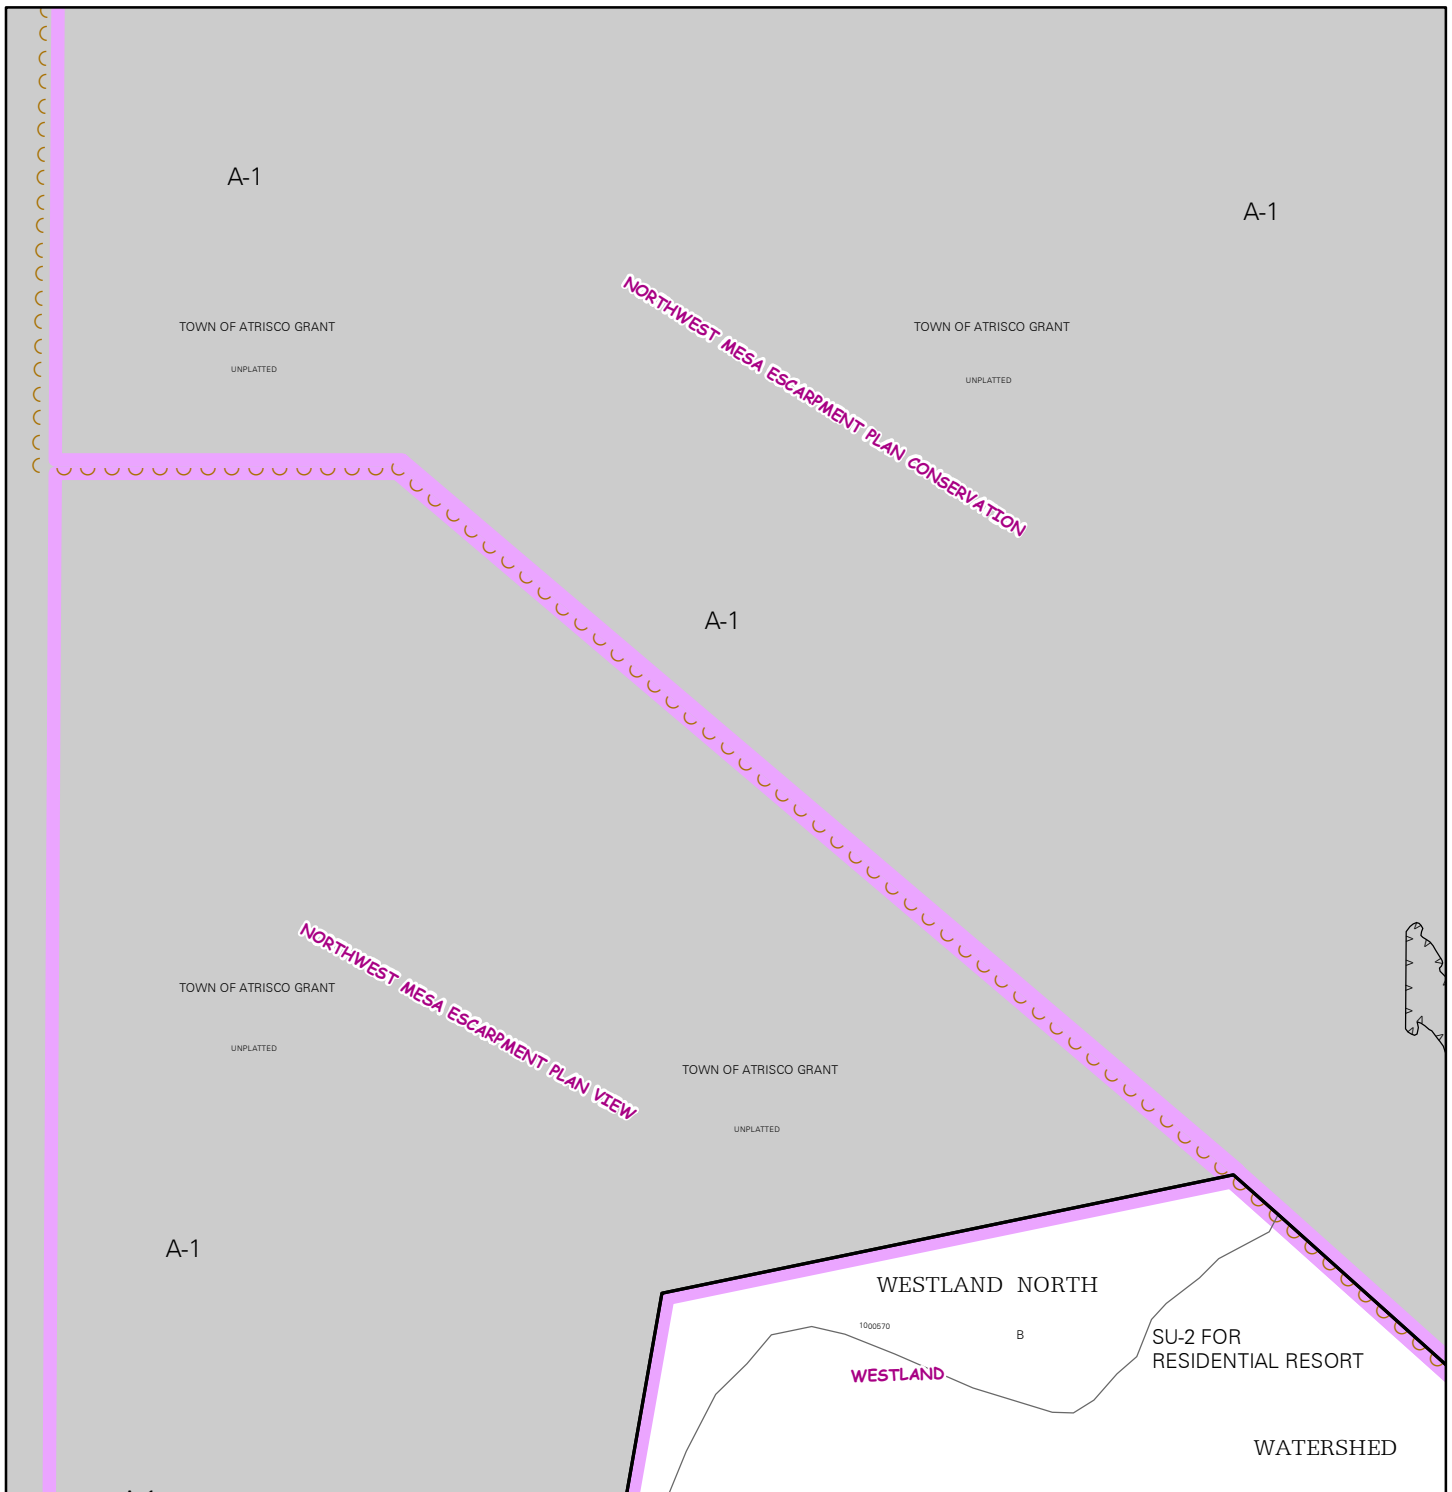 A-1
A-1
NORTHWEST MESA ESCARPMENT PLAN CONSERVATION
TOWN OF ATRISCO GRANT
UNPLATTED
TOWN OF ATRISCO GRANT
UNPLATTED
A-1
NORTHWEST MESA ESCARPMENT PLAN VIEW
TOWN OF ATRISCO GRANT
UNPLATTED
TOWN OF ATRISCO GRANT
UNPLATTED
A-1
WESTLAND NORTH
1000570
B
SU-2 FOR
RESIDENTIAL RESORT
WESTLAND
WATERSHED